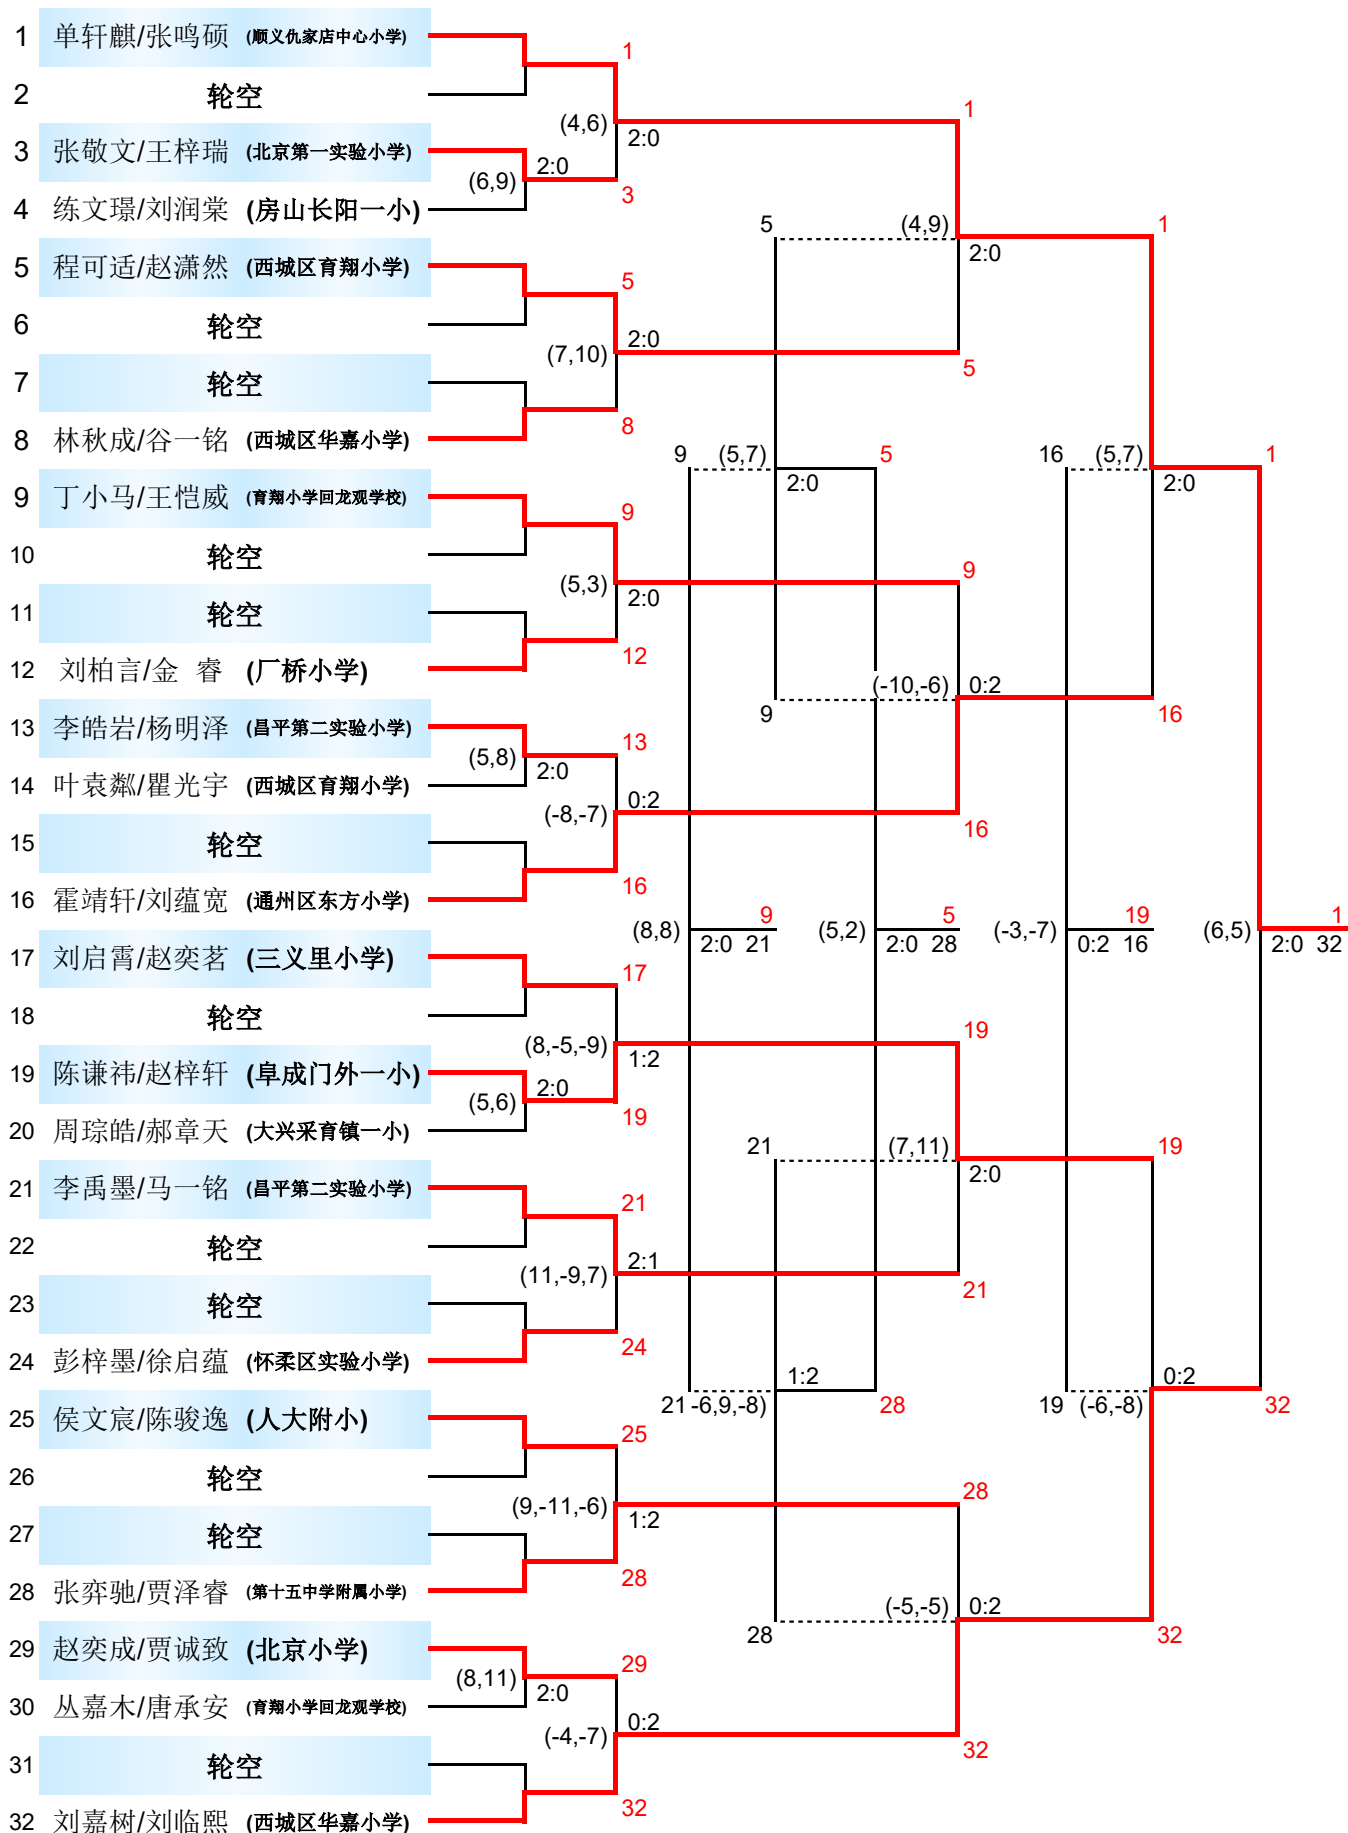 1 单轩麒/张鸣硕 (顺义仇家店中心小学) 1
2 轮空 1
(4,6) 2:0
3 张敬文/王梓瑞 (北京第一实验小学) 2:0
(6,9) 3
4 练文璟/刘润棠 (房山长阳一小)
5 (4,9) 1
2:0
5 程可适/赵潇然 (西城区育翔小学) 5
6 轮空
(7,10) 2:0 5
7 轮空
8 林秋成/谷一铭 (西城区华嘉小学) 8
9 (5,7) 5 16 (5,7) 1
2:0 2:0
9 丁小马/王恺威 (育翔小学回龙观学校) 9
10 轮空
(5,3) 2:0 9
11 轮空
12 刘柏言/金 睿 (厂桥小学) 12
(-10,-6) 0:2
9 16
13 李皓岩/杨明泽 (昌平第二实验小学) 13
(5,8) 2:0
14 叶袁粼/瞿光宇 (西城区育翔小学)
(-8,-7) 0:2 16
15 轮空
16 霍靖轩/刘蕴宽 (通州区东方小学) 16
(8,8) 9 (5,2) 5 (-3,-7) 19 (6,5) 1
2:0 21 2:0 28 0:2 16 2:0 32
17 刘启霄/赵奕茗 (三义里小学) 17
18 轮空
(8,-5,-9) 1:2 19
19 陈谦祎/赵梓轩 (阜成门外一小) 2:0
(5,6) 19
20 周琮皓/郝章天 (大兴采育镇一小)
21 (7,11) 19
2:0
21 李禹墨/马一铭 (昌平第二实验小学) 21
22 轮空
(11,-9,7) 2:1 21
23 轮空
24 彭梓墨/徐启蕴 (怀柔区实验小学) 24
1:2 0:2
21 -6,9,-8) 28 19 (-6,-8) 32
25 侯文宸/陈骏逸 (人大附小) 25
26 轮空
(9,-11,-6) 1:2 28
27 轮空
28 张弈驰/贾泽睿 (第十五中学附属小学) 28
(-5,-5) 0:2
28 32
29 赵奕成/贾诚致 (北京小学) 29
(8,11) 2:0
30 丛嘉木/唐承安 (育翔小学回龙观学校)
(-4,-7) 0:2 32
31 轮空
32 刘嘉树/刘临熙 (西城区华嘉小学) 32